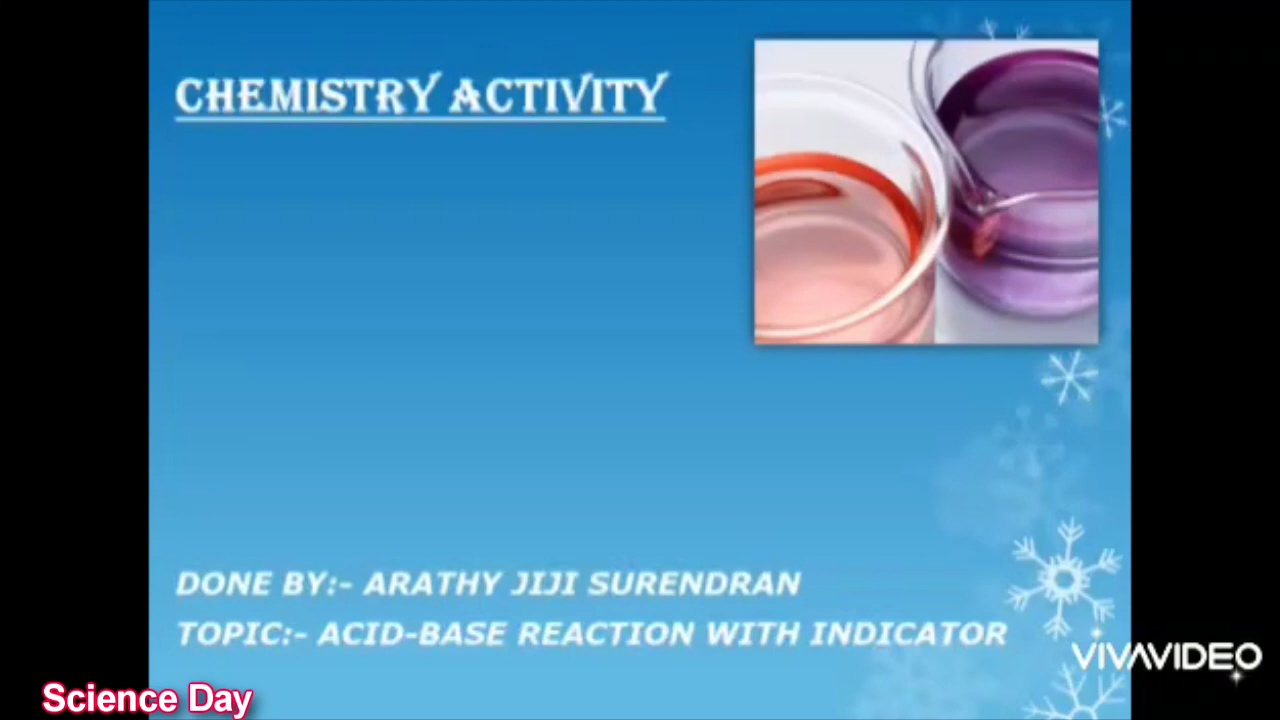 CHEMISTRY ACTIVITY
DONE BY:- ARATHY JIJI SURENDRAN
TOPIC:- ACID-BASE REACTION WITH INDICATOR
VIVAVIDEO
Science Day